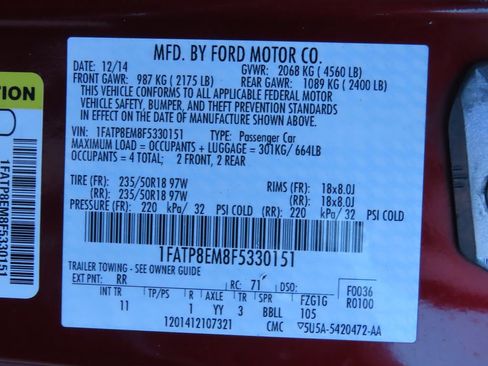 MFD. BY FORD MOTOR CO.
12/14 GVWR: 2068 KG ( 4560 LB)
FRONT GAWR: 987 KG ( 2175 LB) REAR GAWR: 1089 KG ( 2400 LB)
THIS VEHICLE CONFORMS TO ALL APPLICABLE FEDERAL MOTOR
VEHICLE SAFETY, BUMPER, AND THEFT PREVENTION STANDARDS
IN EFFECT ON THE DATE OF MANUFACTURE SHOWN ABOVE.
VIN: 1FATP8EM8F5330151 TYPE: Passenger Car
MAXIMUM LOAD = OCCUPANTS + LUGGAGE = 301KG/ 664LB
OCCUPANTS = 4 TOTAL; 2 FRONT, 2 REAR
TIRE (FF): 235/50R18 97W RIMS (FF): 18x8.0J
(RR): 235/50R18 97W (RR): 18x8.0J
PRESSURE (FF): 220 kPa/ 32 PSI COLD (RR): 220 kPa/ 32 PSI COLD
1FATP8EM8F5330151
TRAILER TOWING - SEE OWNER GUIDE
EXT PNT: RR RC: 71 DSO: F0036
INT TR TP/PS R AXLE TR SPR FZG1G R0100
11 1 YY 3 BBLL 105
1201412107321 CMC ▽5U5A-5420472-AA
CAUTION
1FATP8EM8F5330151